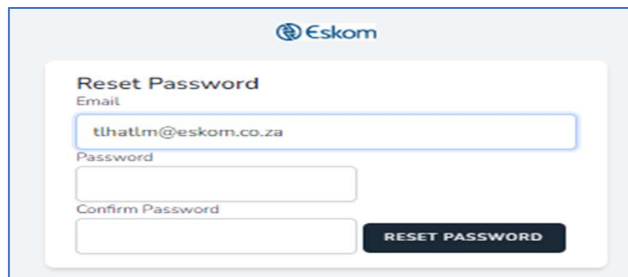 Eskom
Reset Password
Email
tlhatlm@eskom.co.za
Password
Confirm Password
RESET PASSWORD